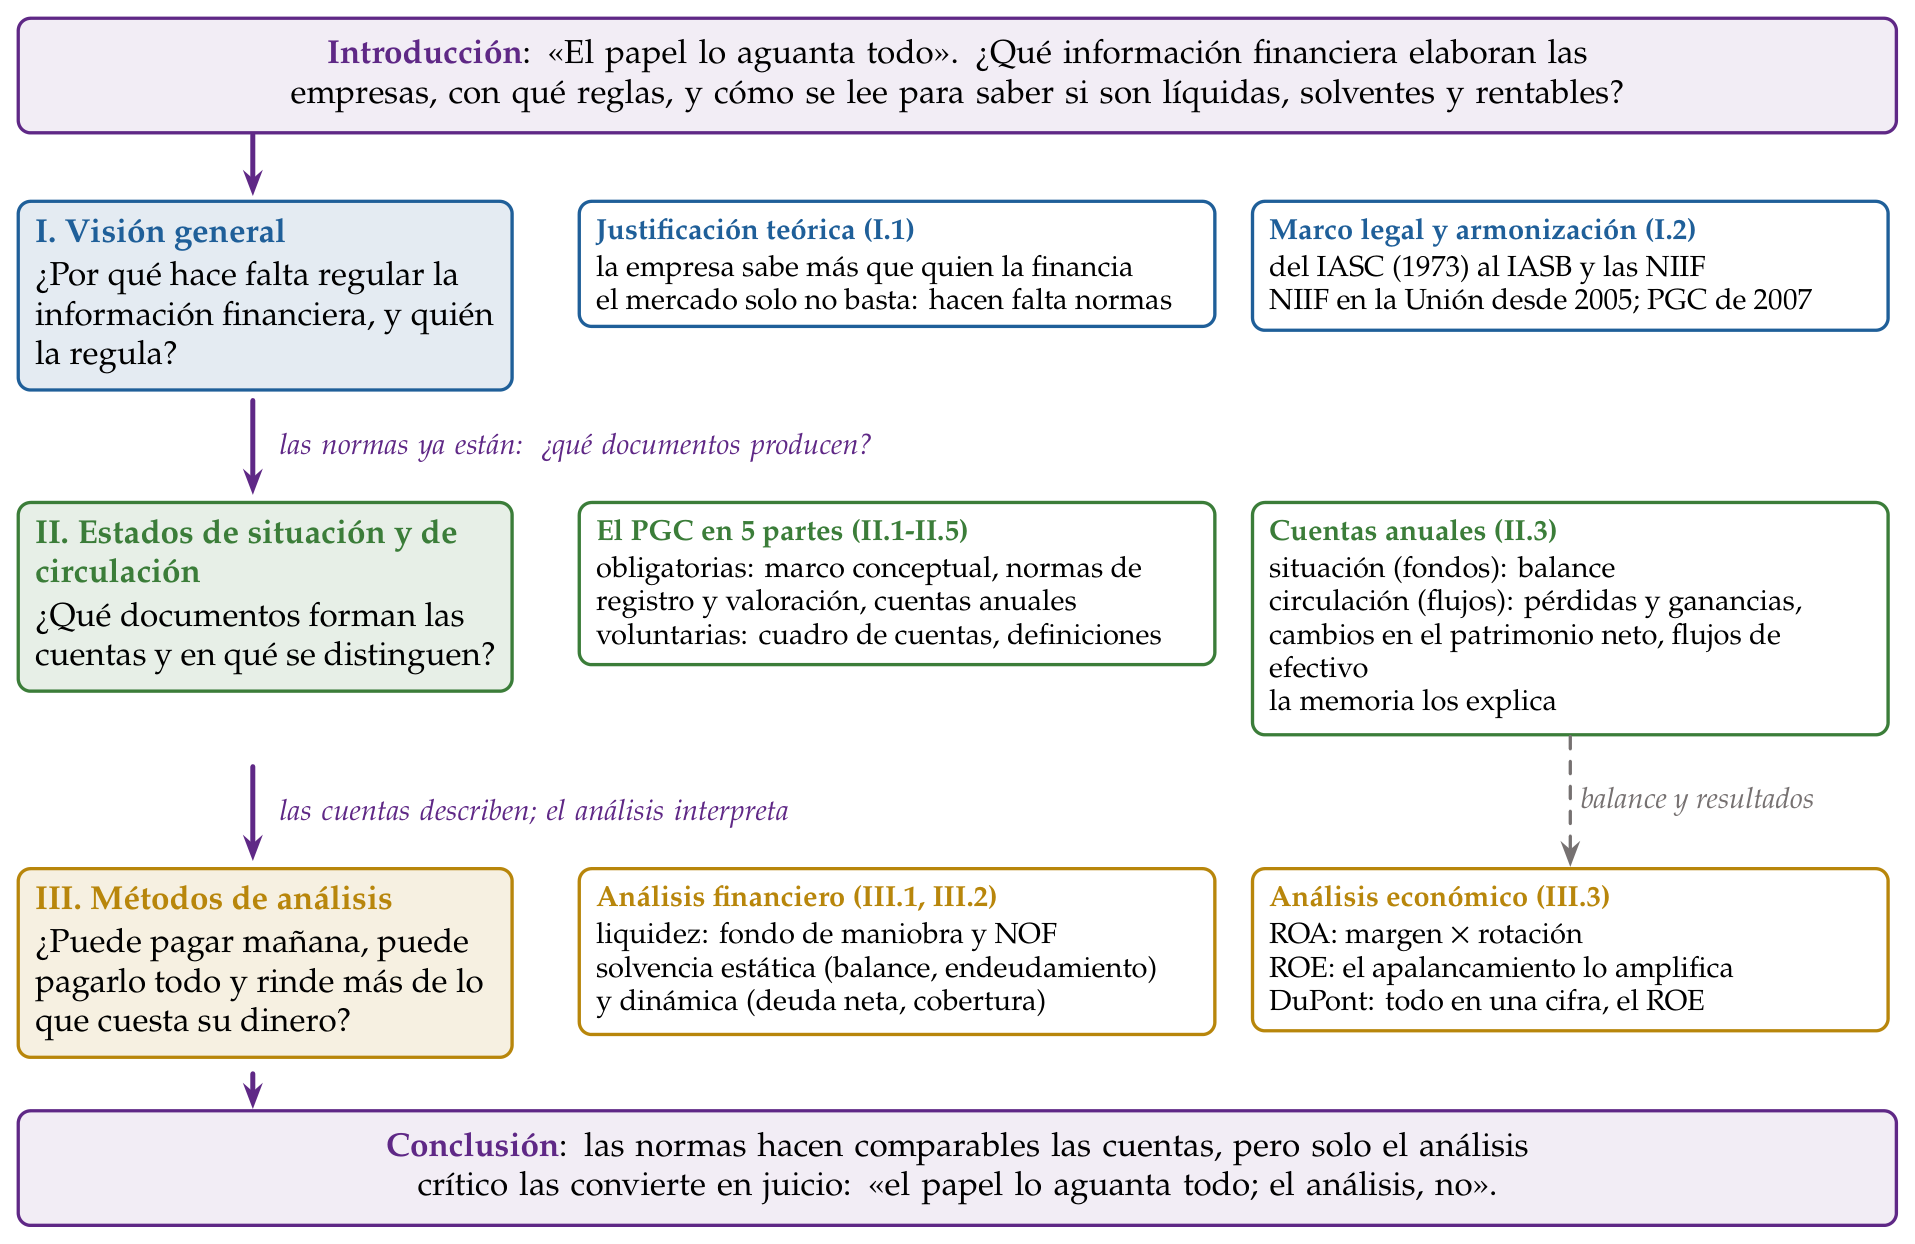 Introducción: «El papel lo aguanta todo». ¿Qué información financiera elaboran las
empresas, con qué reglas, y cómo se lee para saber si son líquidas, solventes y rentables?
I. Visión general
¿Por qué hace falta regular la
información financiera, y quién
la regula?
Justificación teórica (I.1)
la empresa sabe más que quien la financia
el mercado solo no basta: hacen falta normas
Marco legal y armonización (I.2)
del IASC (1973) al IASB y las NIIF
NIIF en la Unión desde 2005; PGC de 2007
las normas ya están: ¿qué documentos producen?
II. Estados de situación y de
circulación
¿Qué documentos forman las
cuentas y en qué se distinguen?
El PGC en 5 partes (II.1-II.5)
obligatorias: marco conceptual, normas de
registro y valoración, cuentas anuales
voluntarias: cuadro de cuentas, definiciones
Cuentas anuales (II.3)
situación (fondos): balance
circulación (flujos): pérdidas y ganancias,
cambios en el patrimonio neto, flujos de
efectivo
la memoria los explica
las cuentas describen; el análisis interpreta
balance y resultados
III. Métodos de análisis
¿Puede pagar mañana, puede
pagarlo todo y rinde más de lo
que cuesta su dinero?
Análisis financiero (III.1, III.2)
liquidez: fondo de maniobra y NOF
solvencia estática (balance, endeudamiento)
y dinámica (deuda neta, cobertura)
Análisis económico (III.3)
ROA: margen × rotación
ROE: el apalancamiento lo amplifica
DuPont: todo en una cifra, el ROE
Conclusión: las normas hacen comparables las cuentas, pero solo el análisis
crítico las convierte en juicio: «el papel lo aguanta todo; el análisis, no».